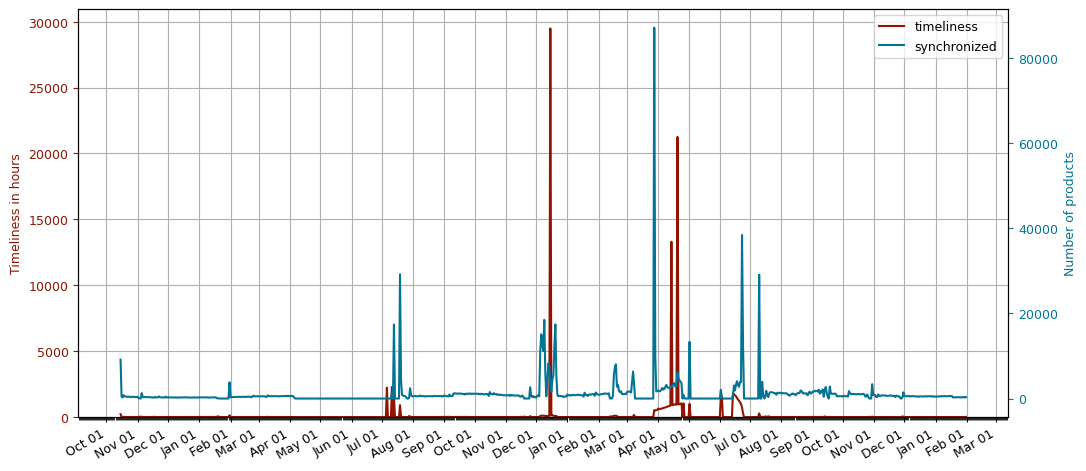 timeliness
synchronized
Timeliness in hours
30000
25000
20000
15000
10000
5000
0
Number of products
80000
60000
40000
20000
0
Oct 01
Nov 01
Dec 01
Jan 01
Feb 01
Mar 01
Apr 01
May 01
Jun 01
Jul 01
Aug 01
Sep 01
Oct 01
Nov 01
Dec 01
Jan 01
Feb 01
Mar 01
Apr 01
May 01
Jun 01
Jul 01
Aug 01
Sep 01
Oct 01
Nov 01
Dec 01
Jan 01
Feb 01
Mar 01